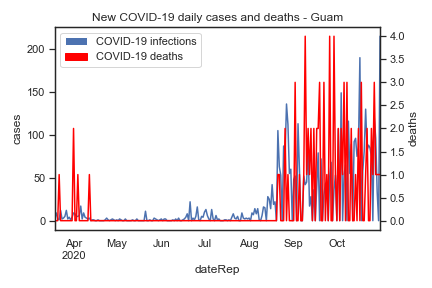 New COVID-19 daily cases and deaths - Guam
COVID-19 infections
COVID-19 deaths
cases
200
150
100
50
0
deaths
4.0
3.5
3.0
2.5
2.0
1.5
1.0
0.5
0.0
Apr
2020
May
Jun
Jul
Aug
Sep
Oct
dateRep